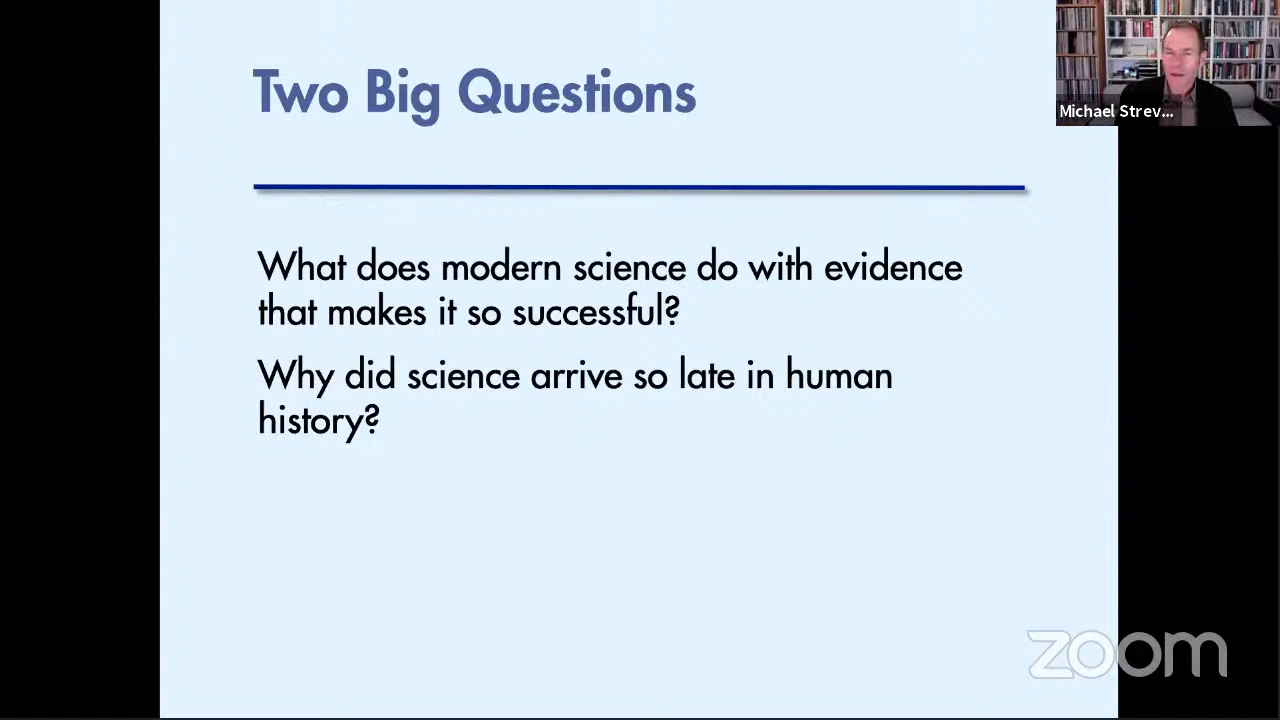 Two Big Questions
Michael Strev...
What does modern science do with evidence
that makes it so successful?
Why did science arrive so late in human
history?
zoom